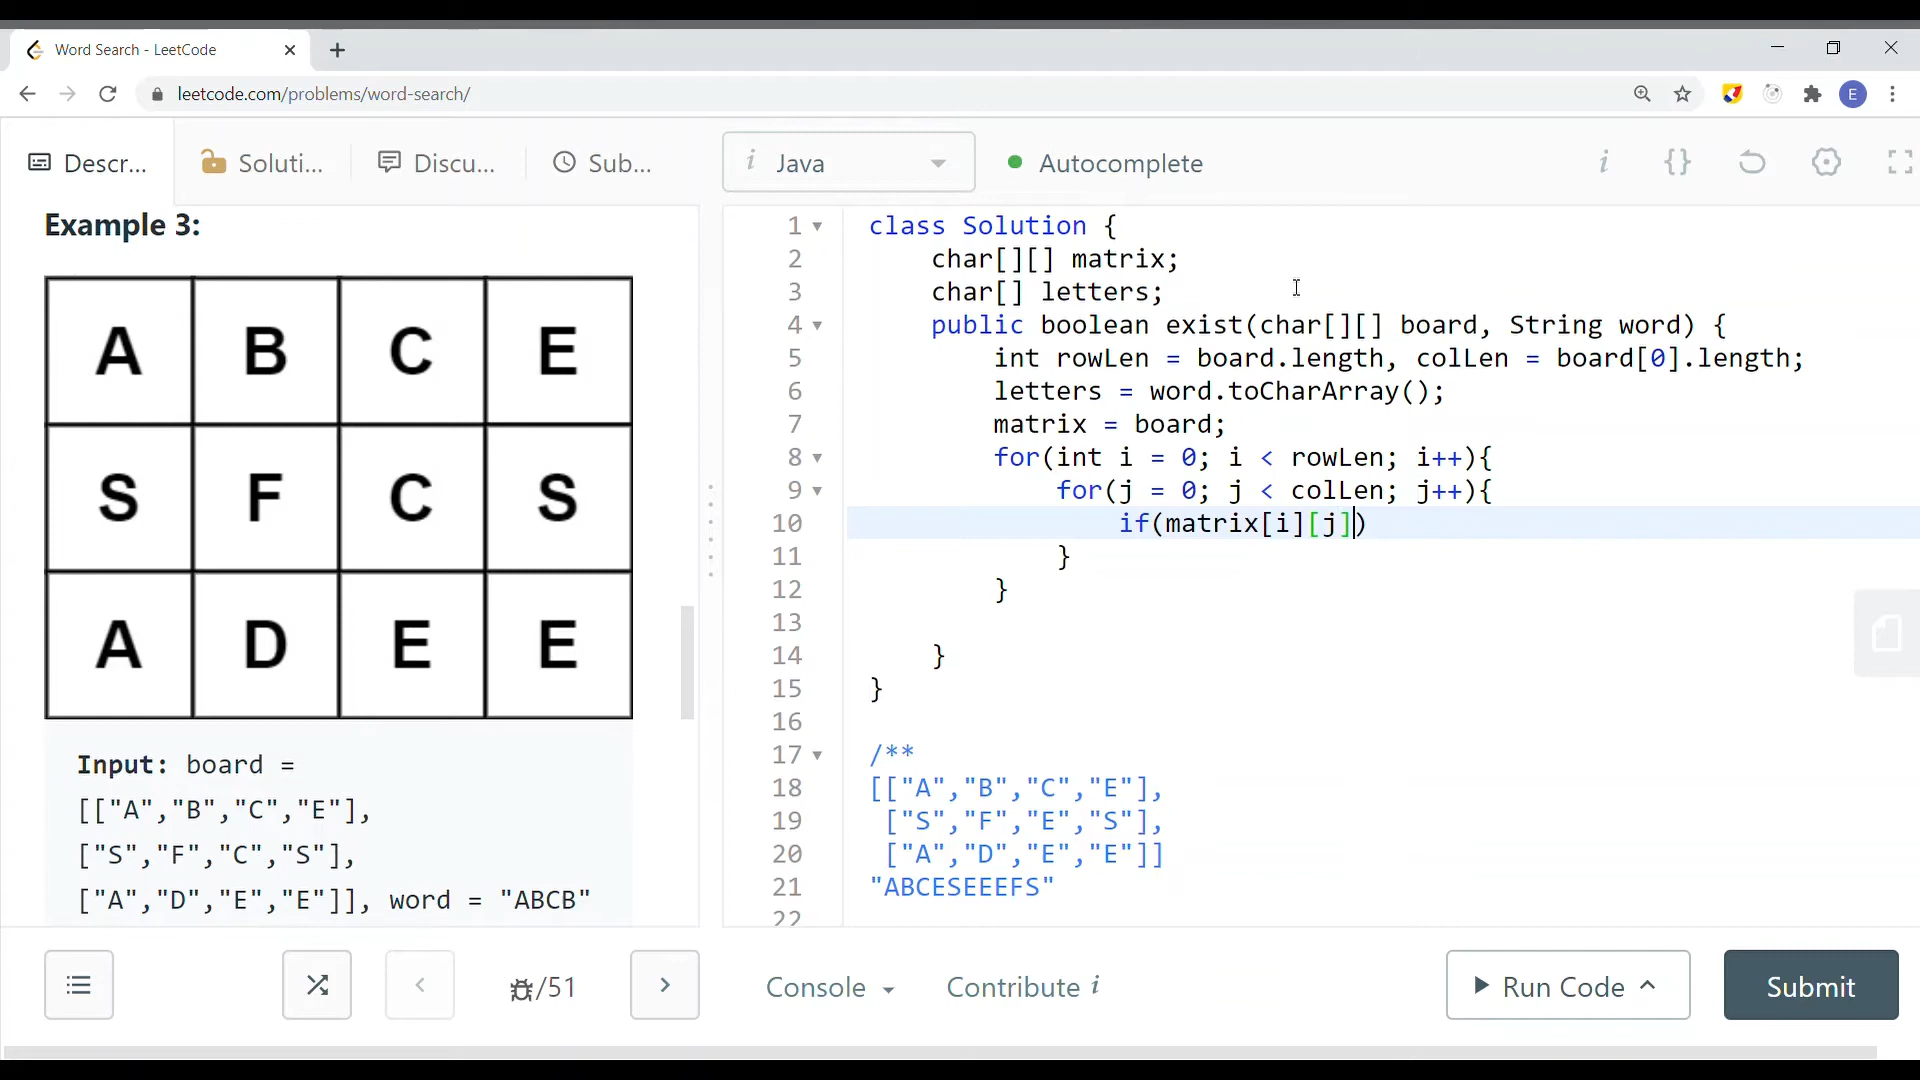 Word Search - LeetCode
leetcode.com/problems/word-search/
E
Descr...
Soluti...
Discu...
Sub...
i Java
Autocomplete
i {}
Example 3:
A B C E
S F C S
A D E E
Input: board =
[["A","B","C","E"],
["S","F","C","S"],
["A","D","E","E"]], word = "ABCB"
1 class Solution {
2 char[][] matrix;
3 char[] letters;
4 public boolean exist(char[][] board, String word) {
5 int rowLen = board.length, colLen = board[0].length;
6 letters = word.toCharArray();
7 matrix = board;
8 for(int i = 0; i < rowLen; i++){
9 for(j = 0; j < colLen; j++){
10 if(matrix[i][j])
11 }
12 }
13
14 }
15 }
16
17 /**
18 [["A","B","C","E"],
19 ["S","F","E","S"],
20 ["A","D","E","E"]]
21 "ABCESEEEFS"
22
/51
Console
Contribute i
Run Code
Submit